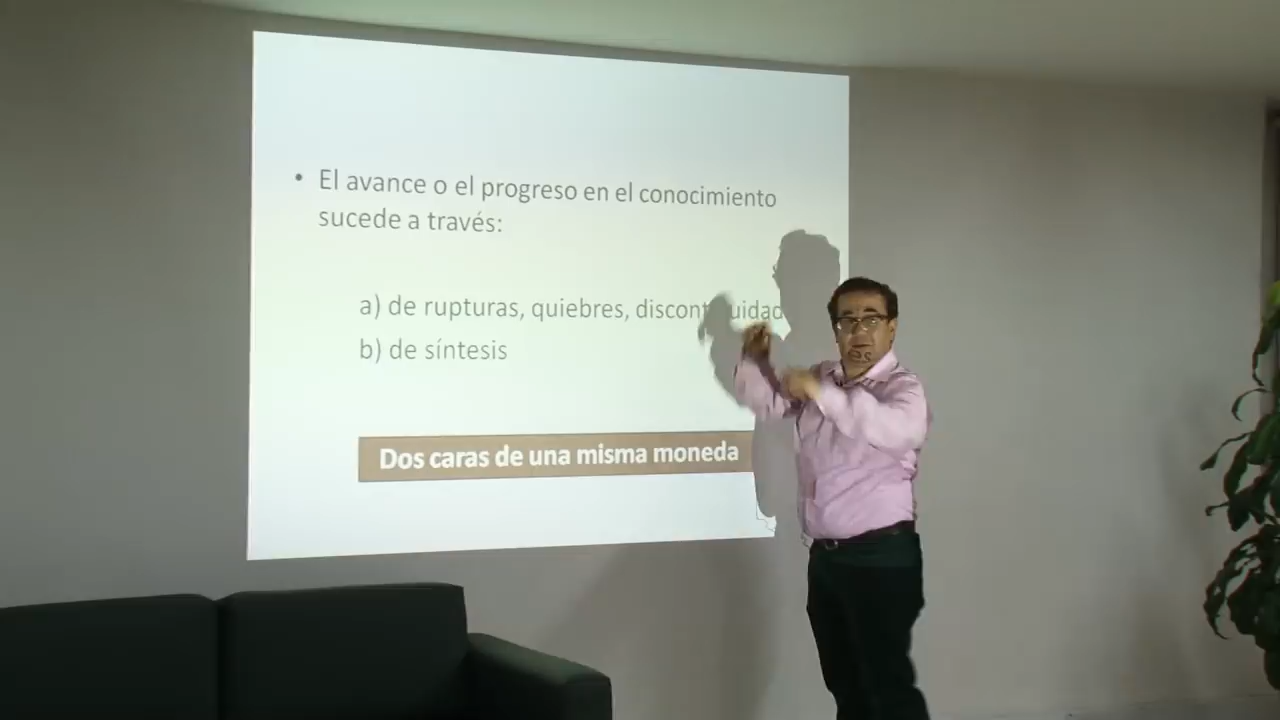 • El avance o el progreso en el conocimiento
sucede a través:
a) de rupturas, quiebres,
b) de síntesis
Dos caras de una misma moneda